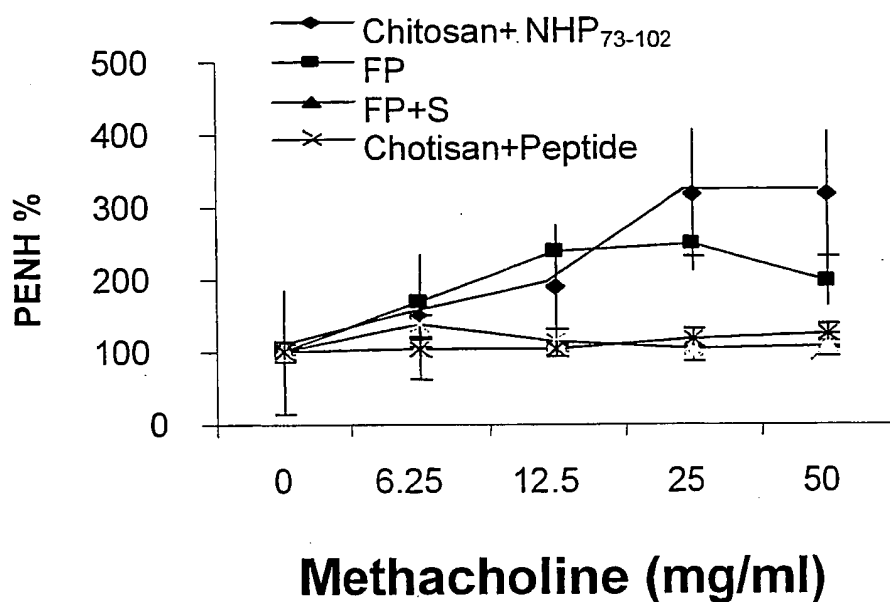 Chitosan+ NHP73-102
FP
FP+S
Chotisan+Peptide
500
400
300
200
100
0
PENH %
0 6.25 12.5 25 50
Methacholine (mg/ml)